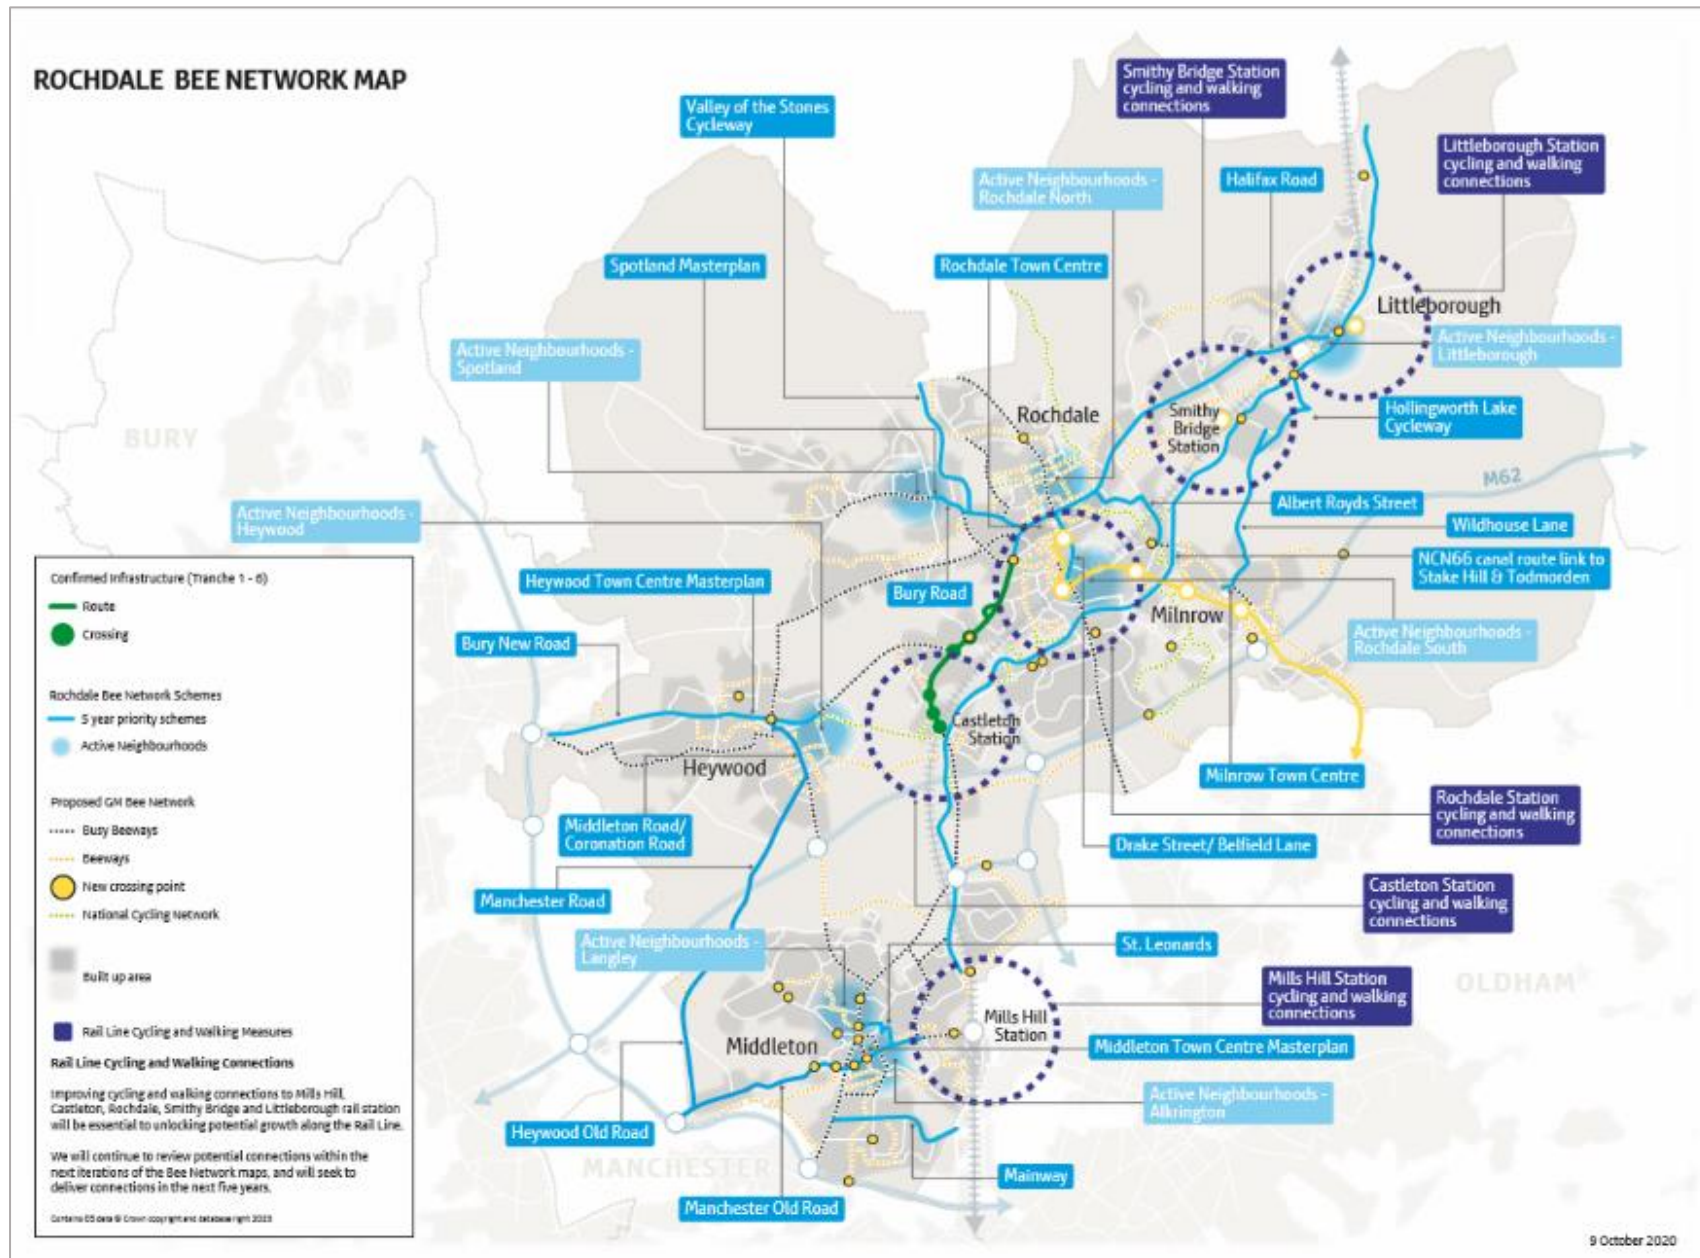 ROCHDALE BEE NETWORK MAP
Smithy Bridge Station
cycling and walking
connections
Valley of the Stones
Cycleway
Littleborough Station
cycling and walking
connections
Active Neighbourhoods -
Rochdale North
Halifax Road
Spotland Masterplan
Rochdale Town Centre
Littleborough
Active Neighbourhoods -
Littleborough
Active Neighbourhoods -
Spotland
Rochdale
Smithy
Bridge
Station
Hollingworth Lake
Cycleway
BURY
M62
Albert Royds Street
Active Neighbourhoods -
Heywood
Wildhouse Lane
NCN66 canal route link to
Stake Hill & Todmorden
Heywood Town Centre Masterplan
Bury Road
Milnrow
Active Neighbourhoods -
Rochdale South
Bury New Road
Castleton
Station
Heywood
Milnrow Town Centre
Rochdale Station
cycling and walking
connections
Middleton Road/
Coronation Road
Drake Street/ Belfield Lane
Manchester Road
Castleton Station
cycling and walking
connections
Active Neighbourhoods -
Langley
St. Leonards
Mills Hill Station
cycling and walking
connections
OLDHAM
Mills Hill
Station
Middleton
Middleton Town Centre Masterplan
Active Neighbourhoods -
Alkrington
Heywood Old Road
MANCHESTER
Mainway
Manchester Old Road
Confirmed Infrastructure (Tranche 1 - 6)
Route
Crossing
Rochdale Bee Network Schemes
5 year priority schemes
Active Neighbourhoods
Proposed GM Bee Network
Busy Beeways
Beeways
New crossing point
National Cycling Network
Built up area
Rail Line Cycling and Walking Measures
Rail Line Cycling and Walking Connections
Improving cycling and walking connections to Mills Hill,
Castleton, Rochdale, Smithy Bridge and Littleborough rail station
will be essential to unlocking potential growth along the Rail Line.
We will continue to review potential connections within the
next iterations of the Bee Network maps, and will seek to
deliver connections in the next five years.
Contains OS data © Crown copyright and database right 2020
9 October 2020